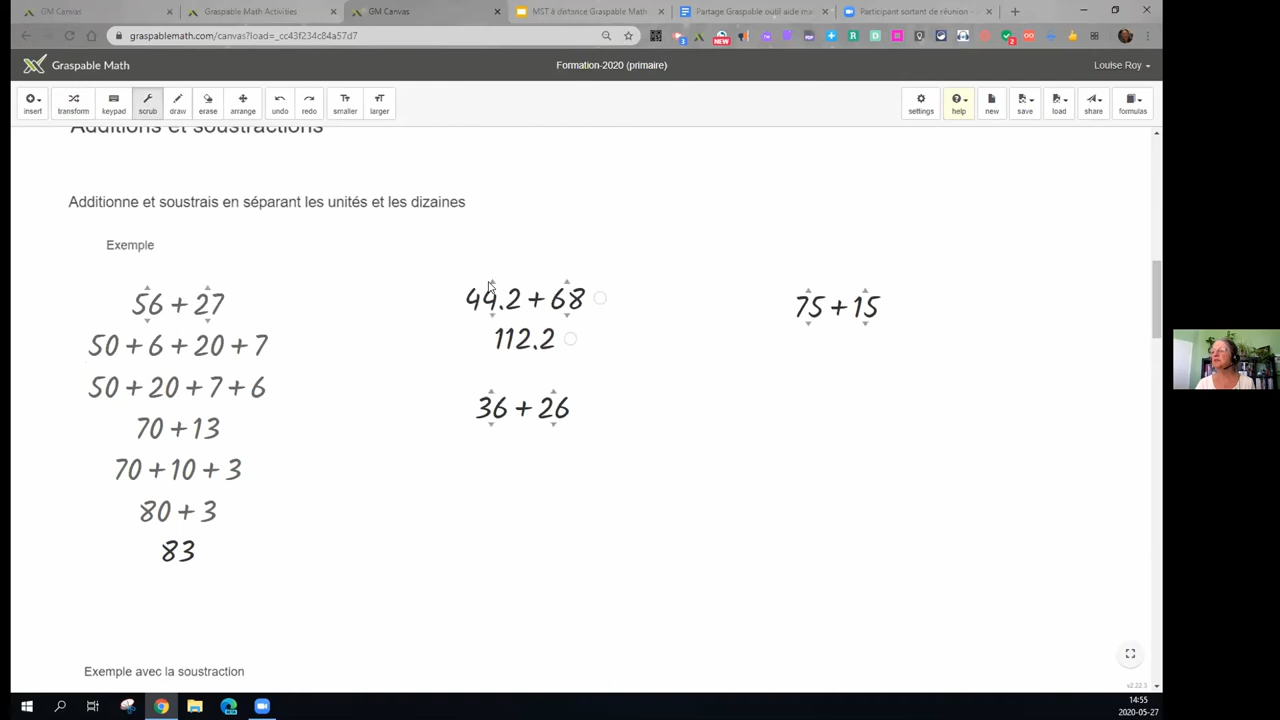 GM Canvas
Graspable Math Activities
GM Canvas
MST à distance Graspable Math
Partage Graspable outil aide ma
Participant sortant de réunion -
graspablemath.com/canvas?load=_cc43f234c84a57d7
Graspable Math
Formation-2020 (primaire)
Louise Roy
insert
transform
keypad
scrub
draw
erase
arrange
undo
redo
smaller
larger
settings
help
new
save
load
share
formulas
Additions et soustractions
Additionne et soustrais en séparant les unités et les dizaines
Exemple
56 + 27
50 + 6 + 20 + 7
50 + 20 + 7 + 6
70 + 13
70 + 10 + 3
80 + 3
83
44.2 + 68
112.2
36 + 26
75 + 15
Exemple avec la soustraction
v2.22.3
14:55
2020-05-27